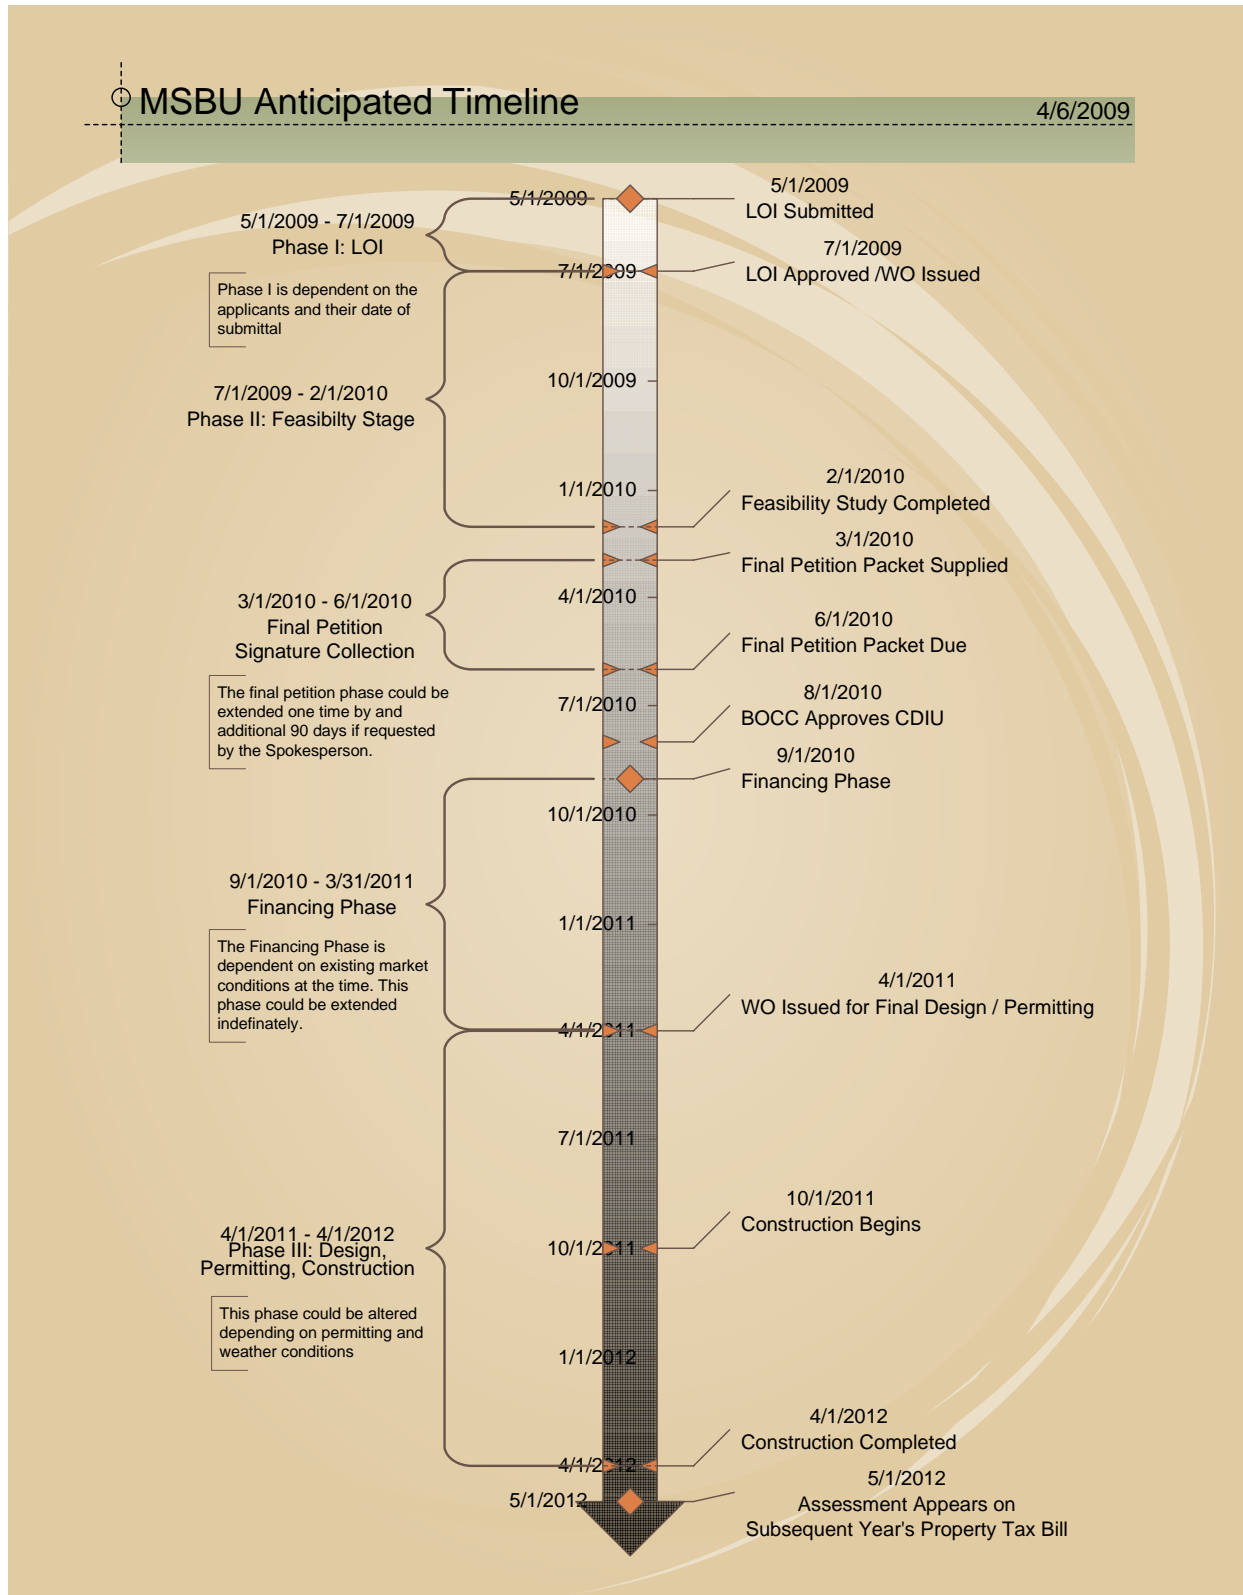 MSBU Anticipated Timeline
4/6/2009
5/1/2009
5/1/2009
LOI Submitted
5/1/2009 - 7/1/2009
Phase I: LOI
7/1/2009
7/1/2009
LOI Approved /WO Issued
Phase I is dependent on the
applicants and their date of
submittal
10/1/2009
7/1/2009 - 2/1/2010
Phase II: Feasibilty Stage
1/1/2010
2/1/2010
Feasibility Study Completed
3/1/2010
Final Petition Packet Supplied
4/1/2010
3/1/2010 - 6/1/2010
Final Petition
Signature Collection
6/1/2010
Final Petition Packet Due
The final petition phase could be
extended one time by and
additional 90 days if requested
by the Spokesperson.
7/1/2010
8/1/2010
BOCC Approves CDIU
9/1/2010
Financing Phase
10/1/2010
9/1/2010 - 3/31/2011
Financing Phase
1/1/2011
The Financing Phase is
dependent on existing market
conditions at the time. This
phase could be extended
indefinately.
4/1/2011
WO Issued for Final Design / Permitting
4/1/2011
7/1/2011
10/1/2011
Construction Begins
4/1/2011 - 4/1/2012
Phase III: Design,
Permitting, Construction
10/1/2011
This phase could be altered
depending on permitting and
weather conditions
1/1/2012
4/1/2012
Construction Completed
4/1/2012
5/1/2012
5/1/2012
Assessment Appears on
Subsequent Year's Property Tax Bill